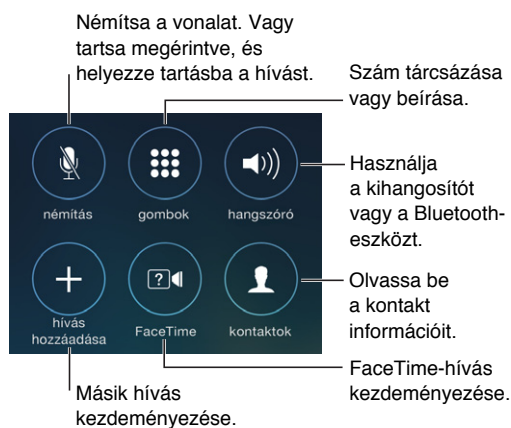 Némítsa a vonalat. Vagy
tartsa megérintve, és
helyezze tartásba a hívást.
Szám tárcsázása
vagy beírása.
némítás
gombok
hangszóró
Használja
a kihangosítót
vagy a Bluetooth-
eszközt.
?
hívás
hozzáadása
FaceTime
kontaktok
Olvassa be
a kontakt
információit.
FaceTime-hívás
kezdeményezése.
Másik hívás
kezdeményezése.